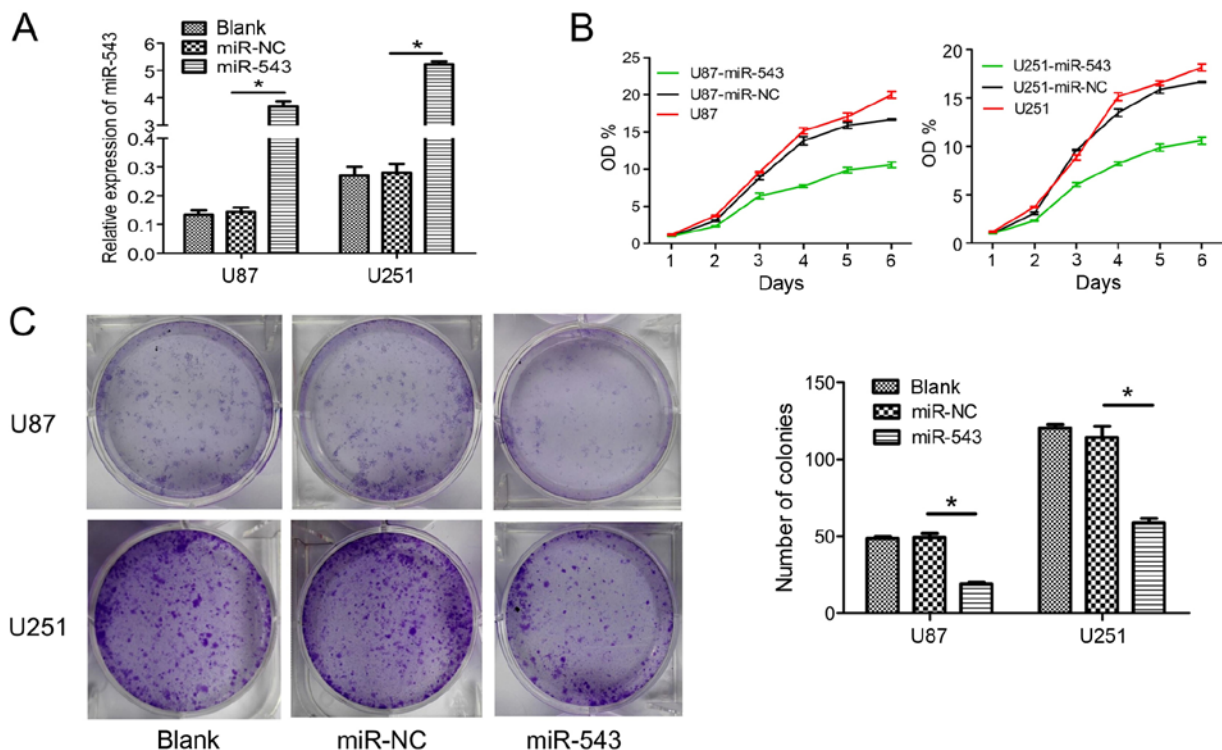 A
Relative expression of miR-543
Blank
miR-NC
miR-543
6
5
4
3
0.4
0.3
0.2
0.1
0.0
*
*
U87
U251
B
OD %
25
20
15
10
5
0
U87-miR-543
U87-miR-NC
U87
1 2 3 4 5 6
Days
OD %
20
15
10
5
0
U251-miR-543
U251-miR-NC
U251
1 2 3 4 5 6
Days
C
U87
U251
Blank
miR-NC
miR-543
Number of colonies
150
100
50
0
Blank
miR-NC
miR-543
*
*
U87
U251